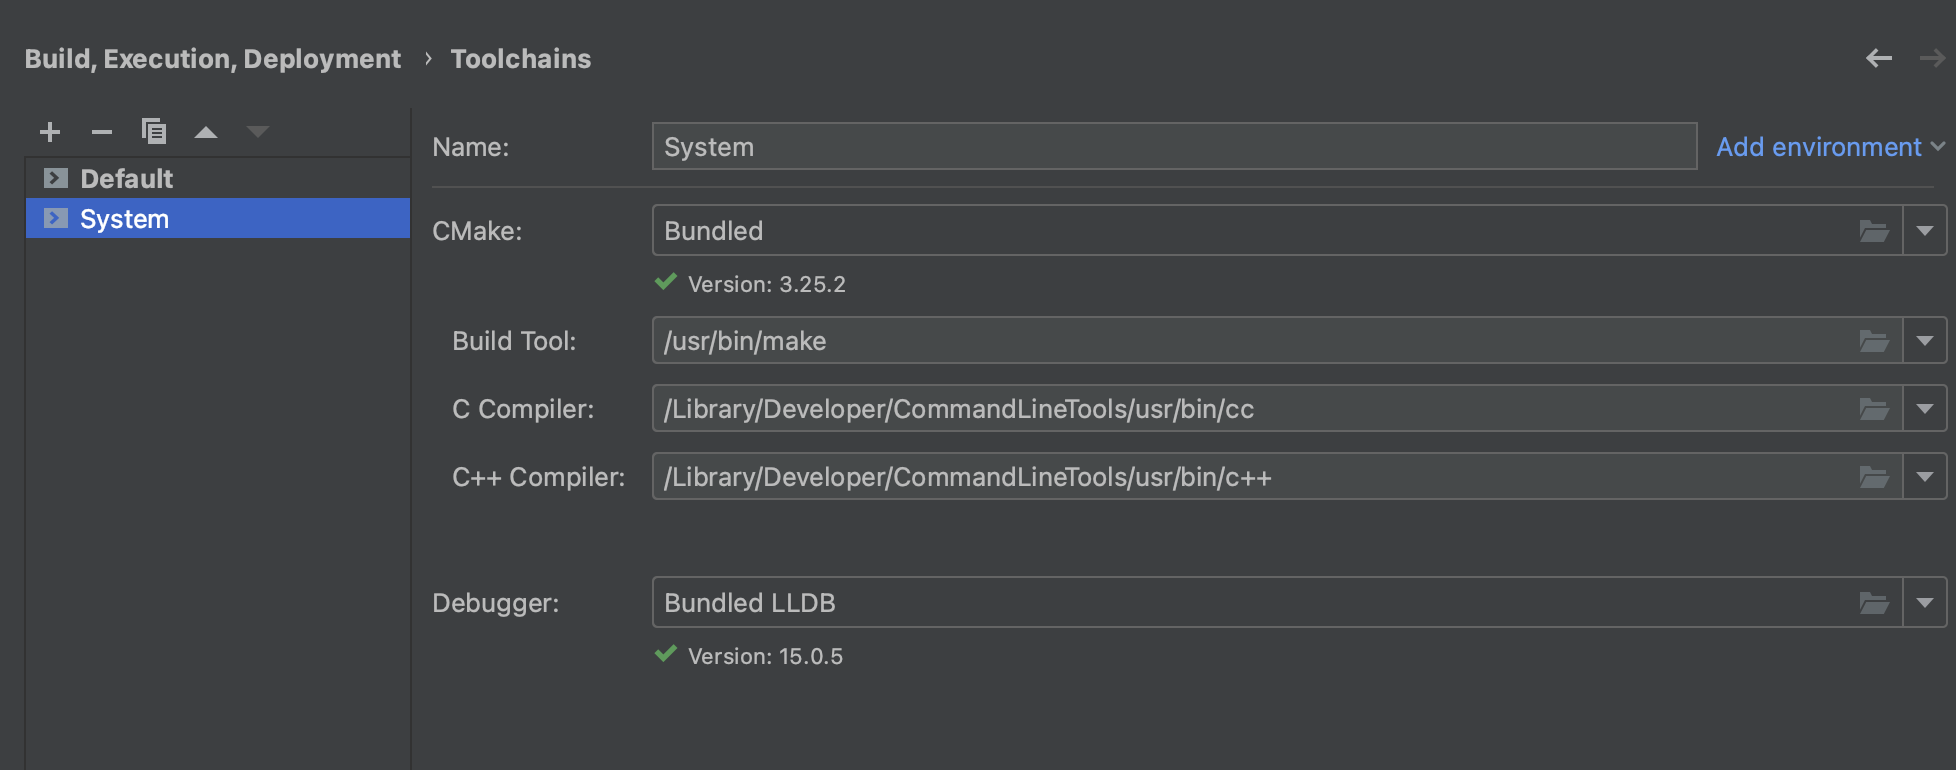 Build, Execution, Deployment › Toolchains
Default
System
Name: System Add environment
CMake: Bundled
Version: 3.25.2
Build Tool: /usr/bin/make
C Compiler: /Library/Developer/CommandLineTools/usr/bin/cc
C++ Compiler: /Library/Developer/CommandLineTools/usr/bin/c++
Debugger: Bundled LLDB
Version: 15.0.5